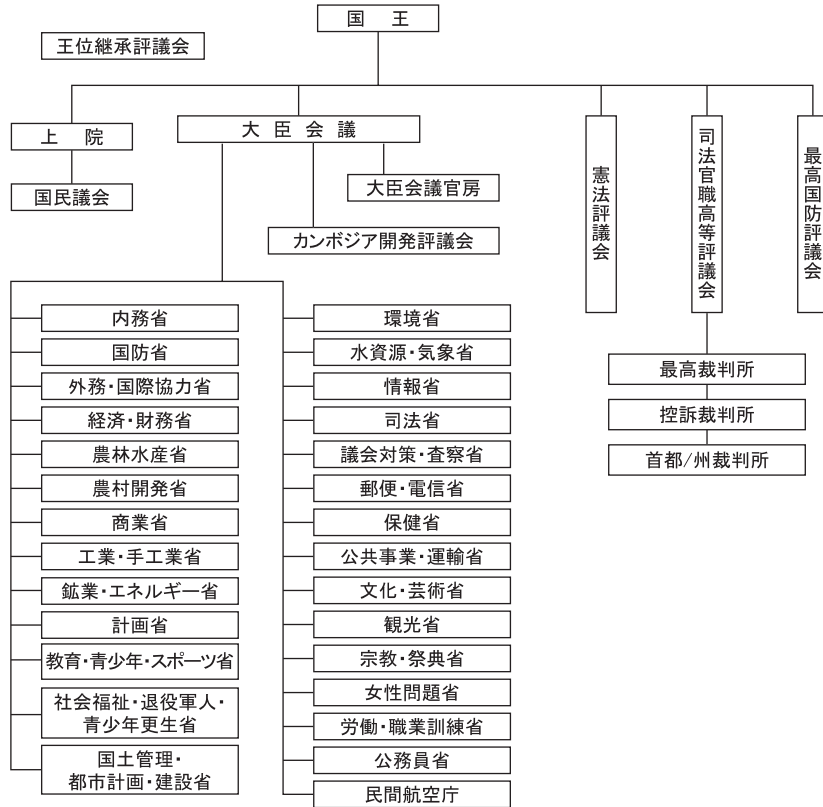 国　王
王位継承評議会
上　院
国民議会
大　臣　会　議
大臣会議官房
カンボジア開発評議会
憲法評議会
司法官職高等評議会
最高国防評議会
最高裁判所
控訴裁判所
首都/州裁判所
内務省
国防省
外務・国際協力省
経済・財務省
農林水産省
農村開発省
商業省
工業・手工業省
鉱業・エネルギー省
計画省
教育・青少年・スポーツ省
社会福祉・退役軍人・
青少年更生省
国土管理・
都市計画・建設省
環境省
水資源・気象省
情報省
司法省
議会対策・査察省
郵便・電信省
保健省
公共事業・運輸省
文化・芸術省
観光省
宗教・祭典省
女性問題省
労働・職業訓練省
公務員省
民間航空庁